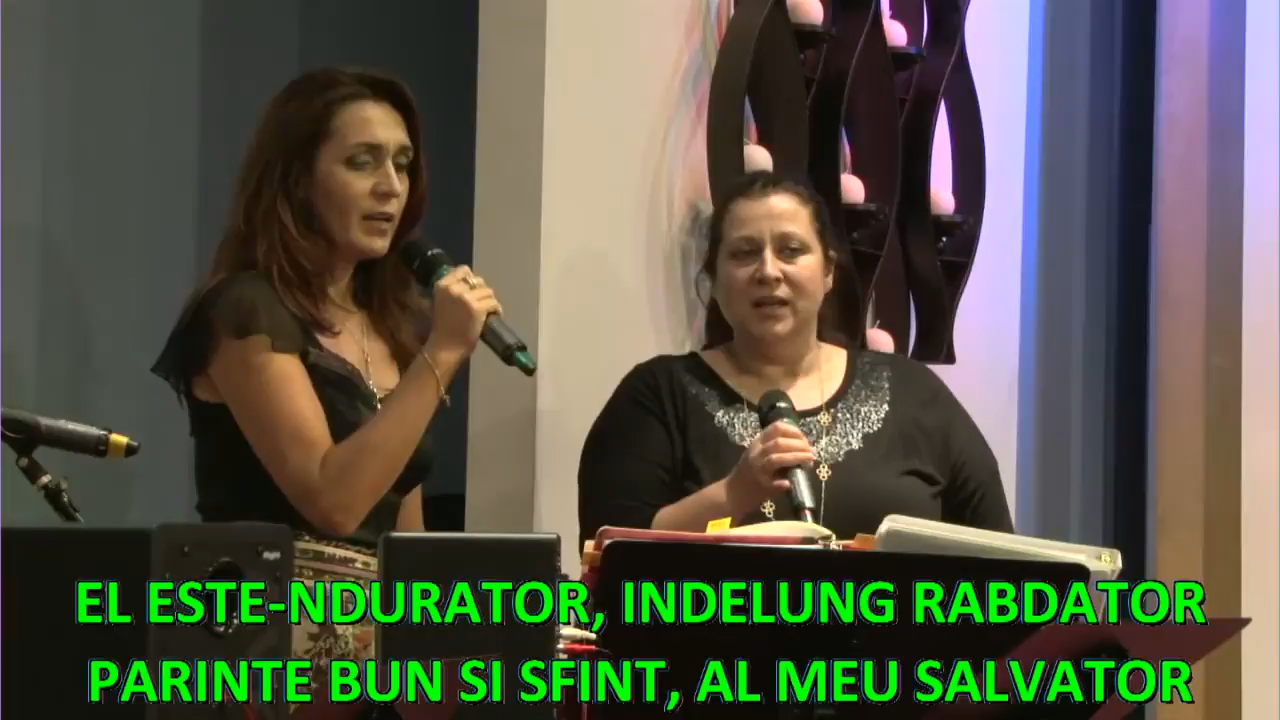 EL ESTE-NDURATOR, INDELUNG RABDATOR
PARINTE BUN SI SFINT, AL MEU SALVATOR